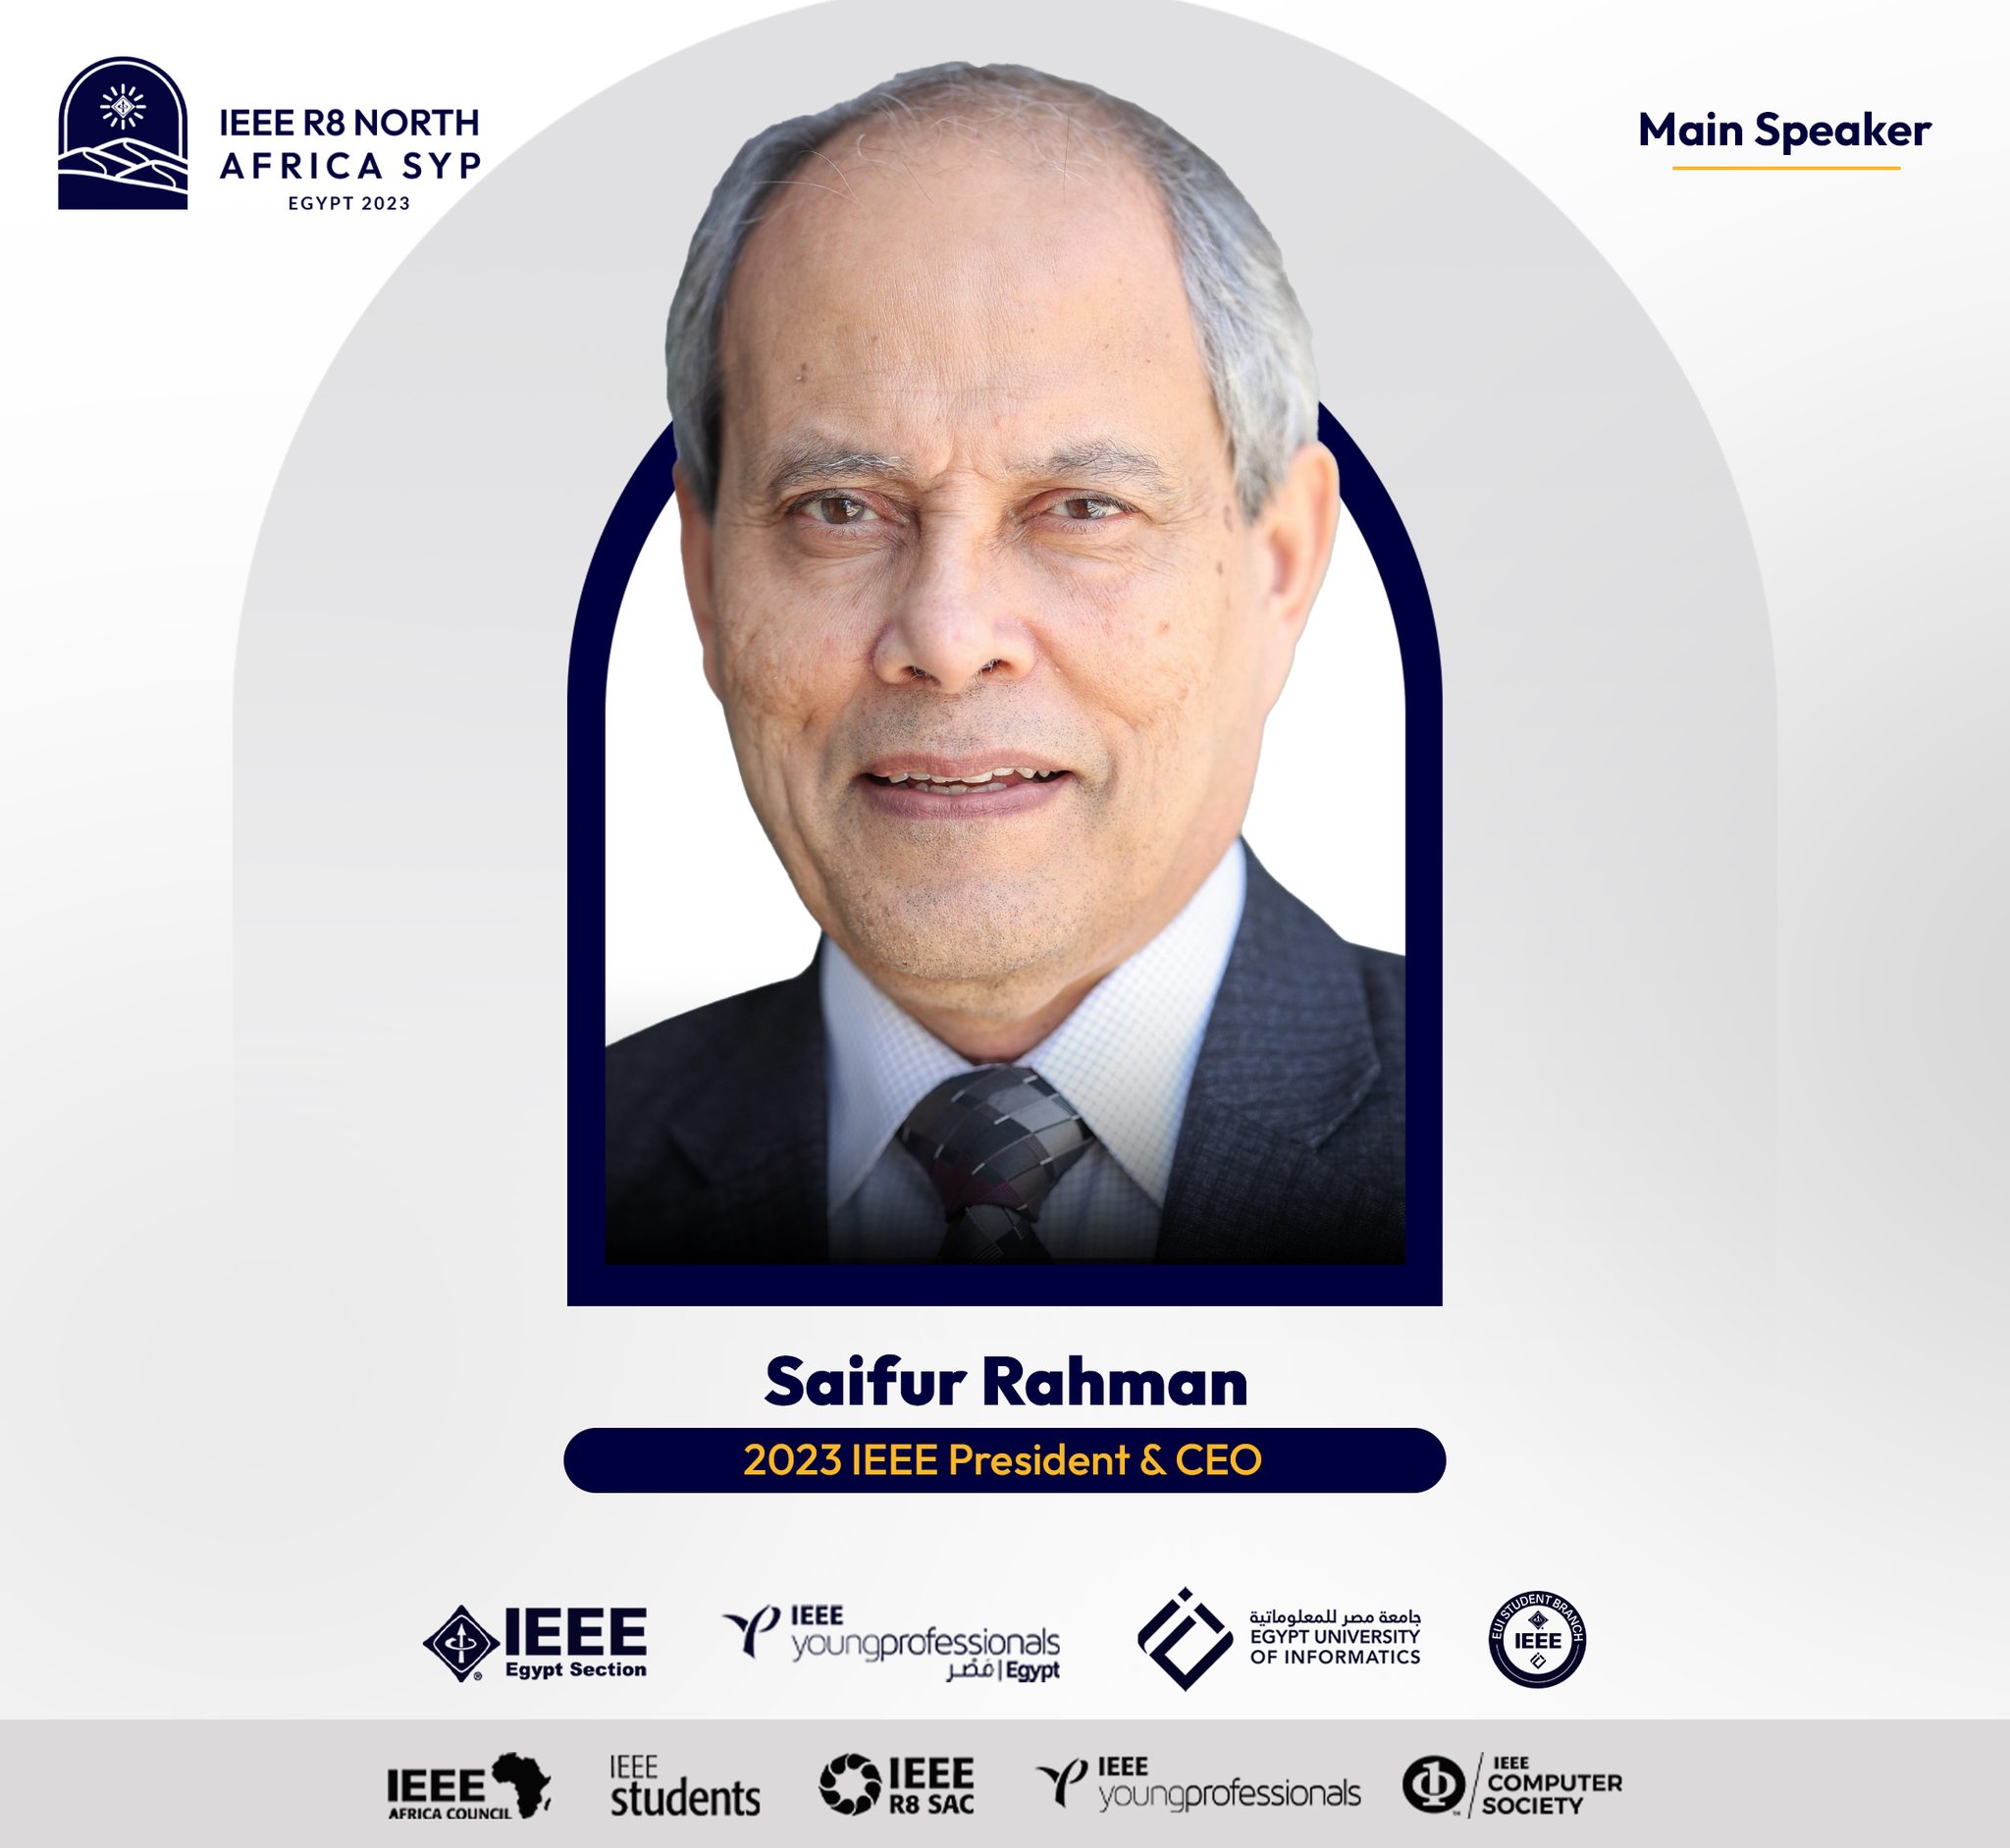 IEEE R8 NORTH
AFRICA SYP
EGYPT 2023
Main Speaker
Saifur Rahman
2023 IEEE President & CEO
IEEE
Egypt Section
IEEE
youngprofessionals
مَصْر | Egypt
جامعة مصر للمعلوماتية
EGYPT UNIVERSITY
OF INFORMATICS
EUI STUDENT BRANCH
IEEE
IEEE
AFRICA COUNCIL
IEEE
students
IEEE
R8 SAC
IEEE
youngprofessionals
IEEE
COMPUTER
SOCIETY